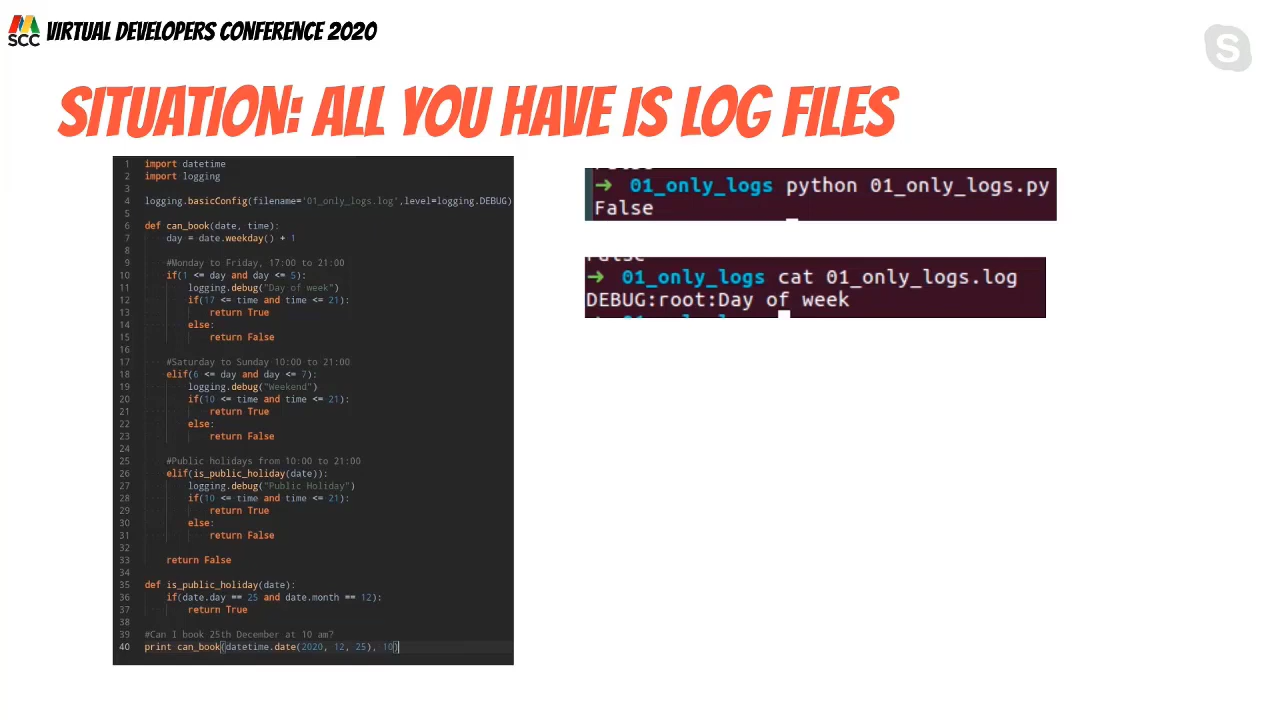 SCC VIRTUAL DEVELOPERS CONFERENCE 2020
S
SITUATION: ALL YOU HAVE IS LOG FILES
1 import datetime
2 import logging
3
4 logging.basicConfig(filename='01_only_logs.log',level=logging.DEBUG)
5
6 def can_book(date, time):
7 day = date.weekday() + 1
8
9 #Monday to Friday, 17:00 to 21:00
10 if(1 <= day and day <= 5):
11 logging.debug("Day of week")
12 if(17 <= time and time <= 21):
13 return True
14 else:
15 return False
16
17 #Saturday to Sunday 10:00 to 21:00
18 elif(6 <= day and day <= 7):
19 logging.debug("Weekend")
20 if(10 <= time and time <= 21):
21 return True
22 else:
23 return False
24
25 #Public holidays from 10:00 to 21:00
26 elif(is_public_holiday(date)):
27 logging.debug("Public Holiday")
28 if(10 <= time and time <= 21):
29 return True
30 else:
31 return False
32
33 return False
34
35 def is_public_holiday(date):
36 if(date.day == 25 and date.month == 12):
37 return True
38
39 #Can I book 25th December at 10 am?
40 print can_book(datetime.date(2020, 12, 25), 10)
➜ 01_only_logs python 01_only_logs.py
False
➜ 01_only_logs cat 01_only_logs.log
DEBUG:root:Day of week